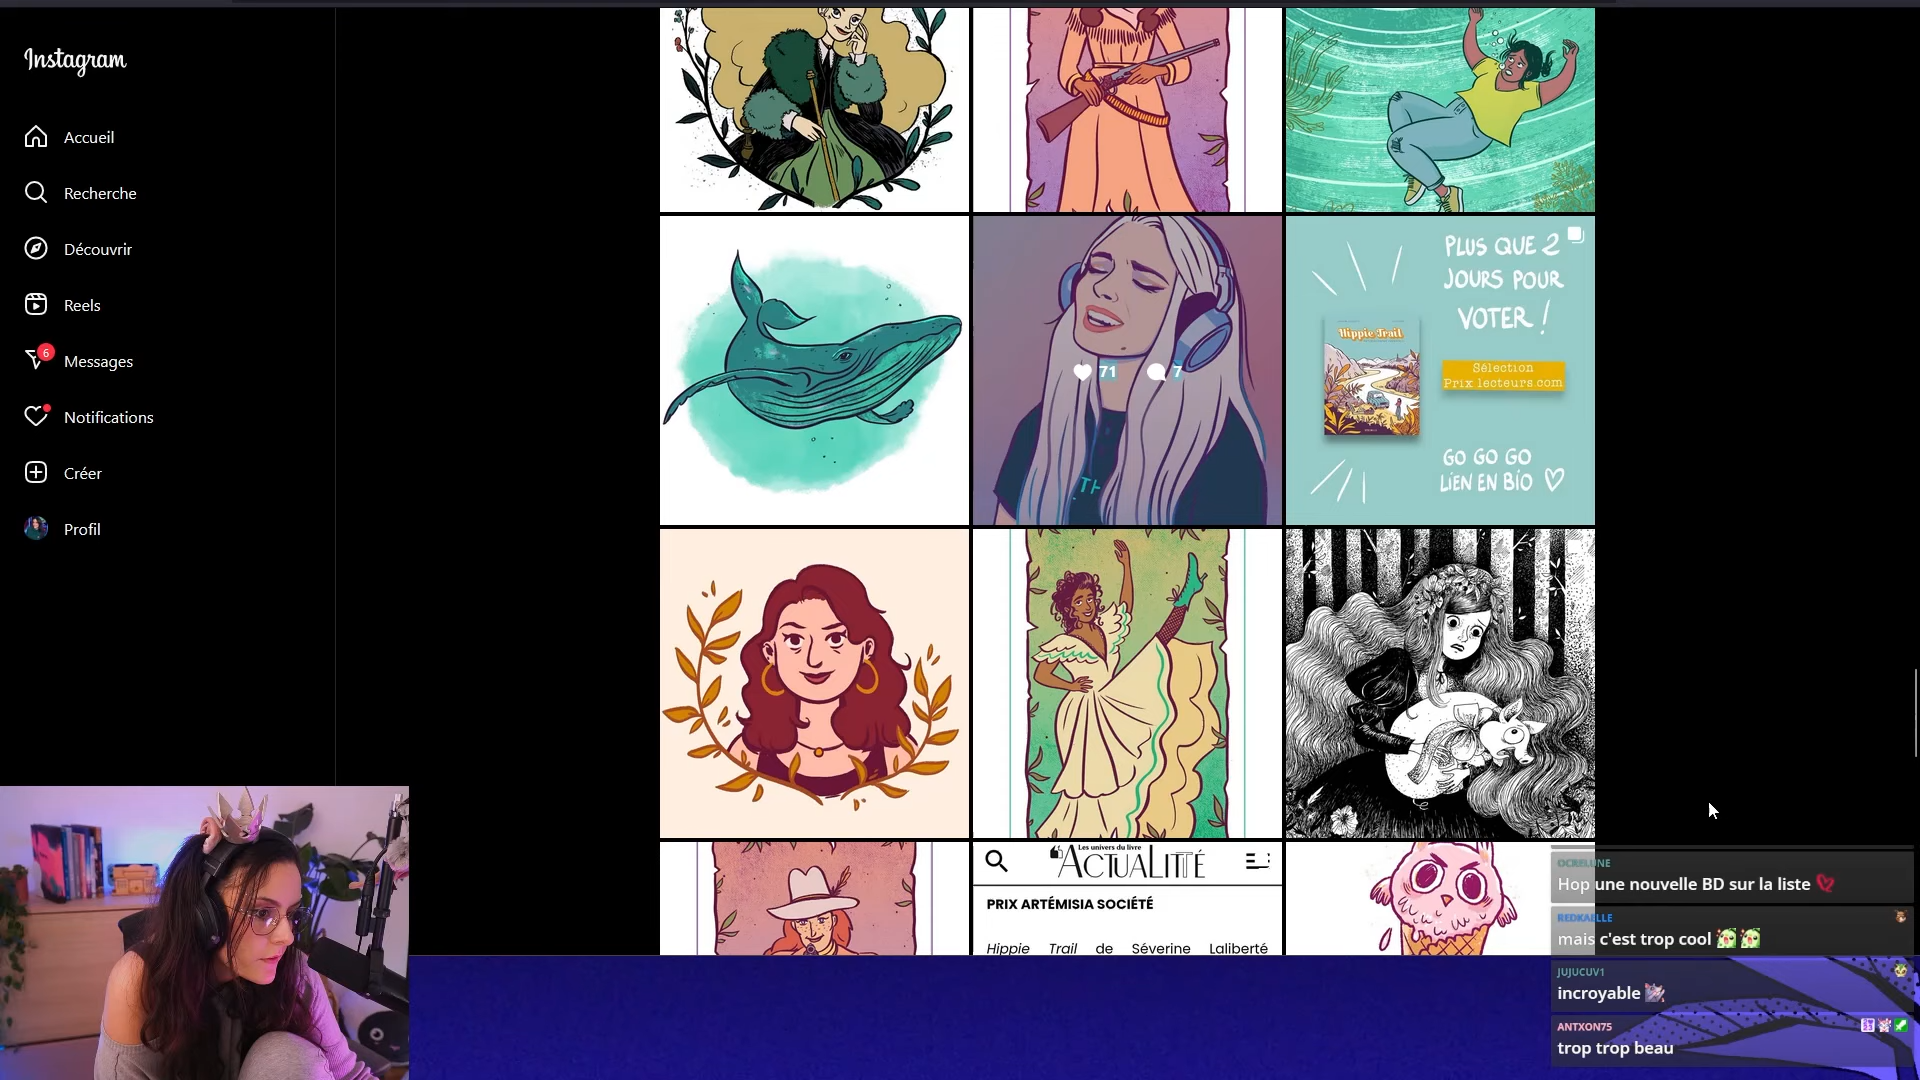 Instagram
Accueil
Recherche
Découvrir
Reels
6
Messages
Notifications
Créer
Profil
71
7
TH
PLUS QUE 2
JOURS POUR
VOTER !
Hippie Trail
Sélection
Prix lecteurs.com
GO GO GO
LIEN EN BIO
Les univers du livre
ACTUALITTÉ
PRIX ARTÉMISIA SOCIÉTÉ
Hippie Trail de Séverine Laliberté
OCRELUNE
Hop une nouvelle BD sur la liste
REDKAELLE
mais c'est trop cool
JUJUCUV1
incroyable
ANTXON75
trop trop beau